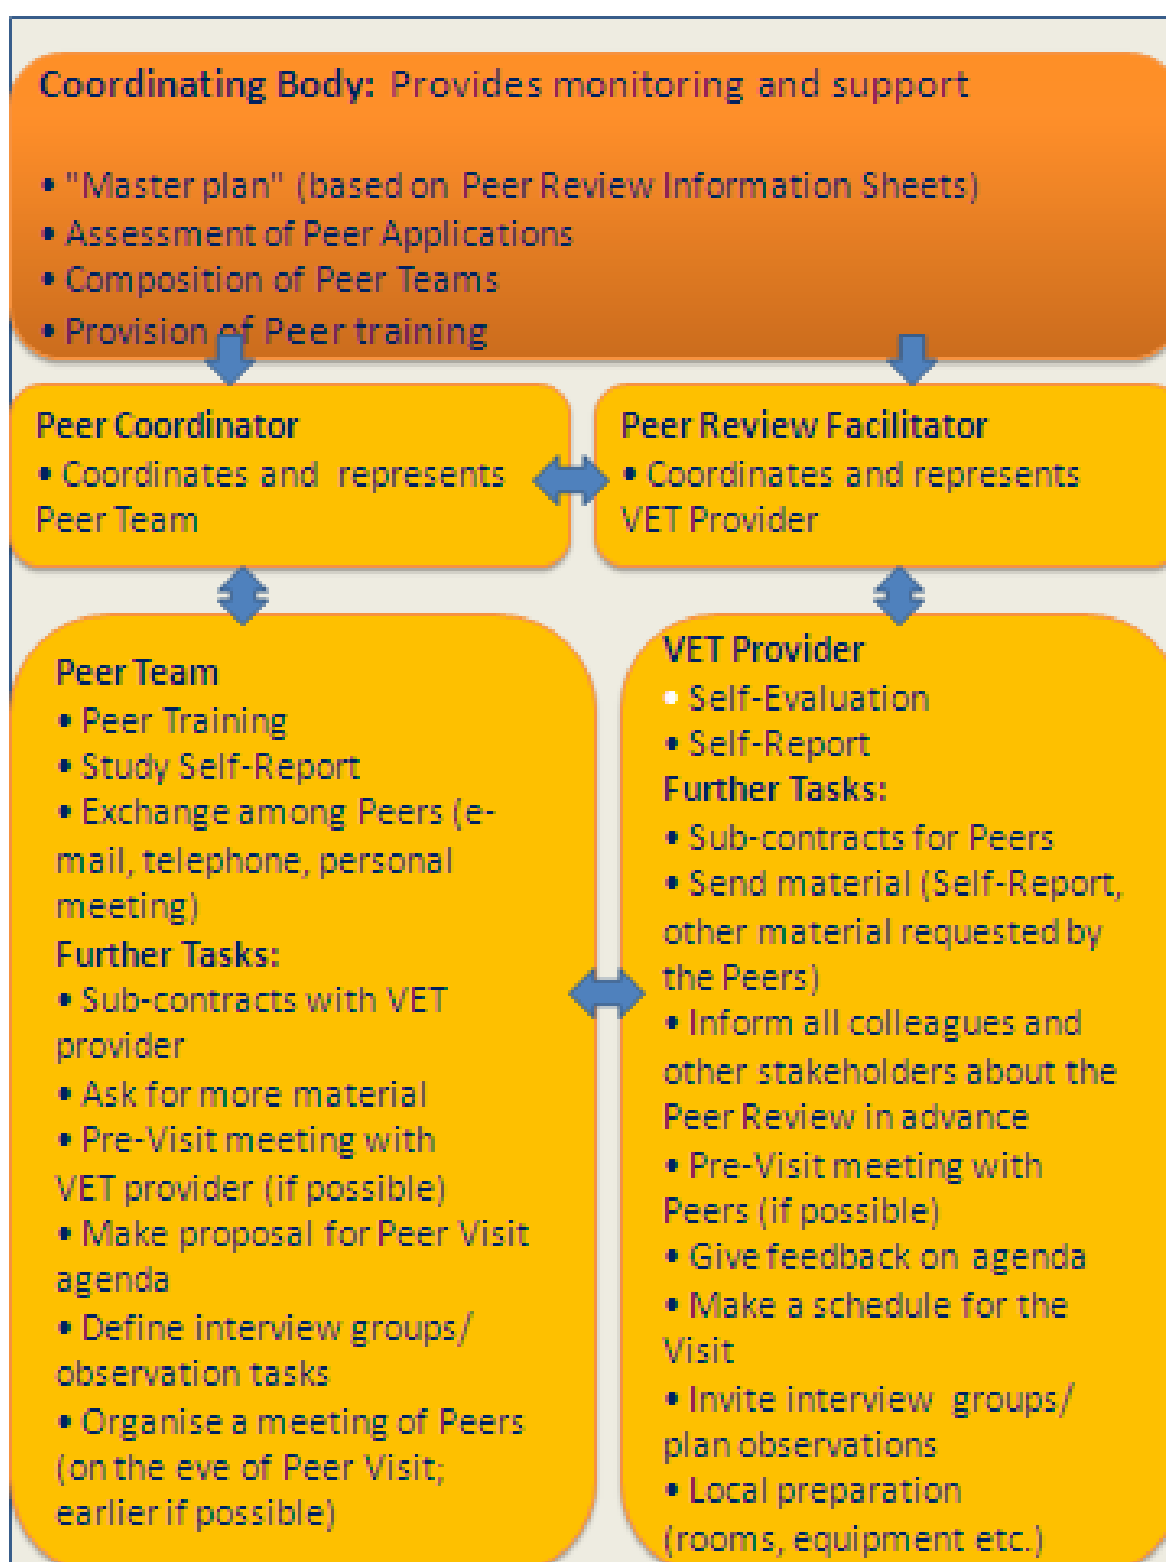 Coordinating Body: Provides monitoring and support
• "Master plan" (based on Peer Review Information Sheets)
• Assessment of Peer Applications
• Composition of Peer Teams
• Provision of Peer training
Peer Coordinator
• Coordinates and represents
Peer Team
Peer Review Facilitator
• Coordinates and represents
VET Provider
Peer Team
• Peer Training
• Study Self-Report
• Exchange among Peers (e-
mail, telephone, personal
meeting)
Further Tasks:
• Sub-contracts with VET
provider
• Ask for more material
• Pre-Visit meeting with
VET provider (if possible)
• Make proposal for Peer Visit
agenda
• Define interview groups/
observation tasks
• Organise a meeting of Peers
(on the eve of Peer Visit;
earlier if possible)
VET Provider
• Self-Evaluation
• Self-Report
Further Tasks:
• Sub-contracts for Peers
• Send material (Self-Report,
other material requested by
the Peers)
• Inform all colleagues and
other stakeholders about the
Peer Review in advance
• Pre-Visit meeting with
Peers (if possible)
• Give feedback on agenda
• Make a schedule for the
Visit
• Invite interview groups/
plan observations
• Local preparation
(rooms, equipment etc.)